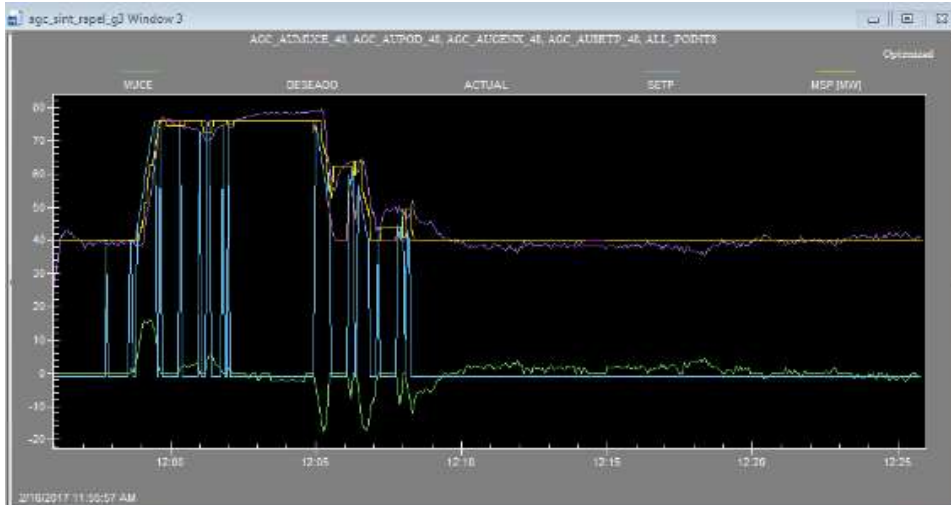 agc_sint_rapel_g3 Window 3
AGC_AUMUCE_48, AGC_AUPOD_48, AGC_AUGENX_48, AGC_AUSETP_48, ALL_POINTS
Optimized
MUCE DESEADO ACTUAL SETP MSP [MW]
80
70
60
50
40
30
20
10
0
-10
-20
12:00 12:05 12:10 12:15 12:20 12:25
2/16/2017 11:55:57 AM